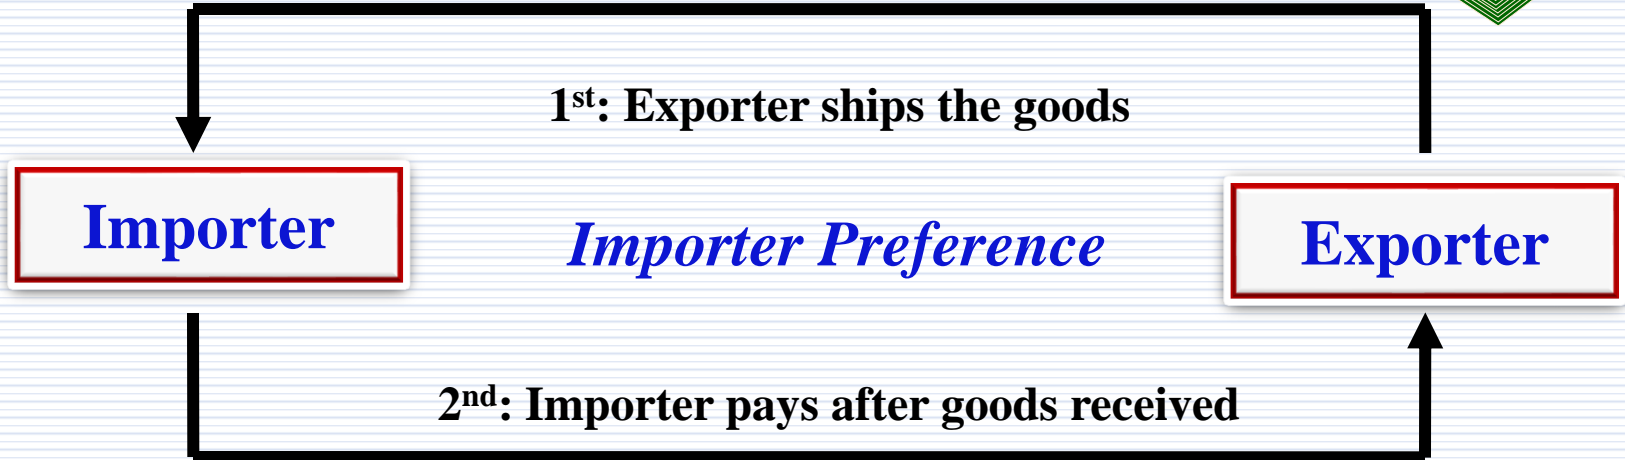 1st: Exporter ships the goods
Importer
Importer Preference
Exporter
2nd: Importer pays after goods received